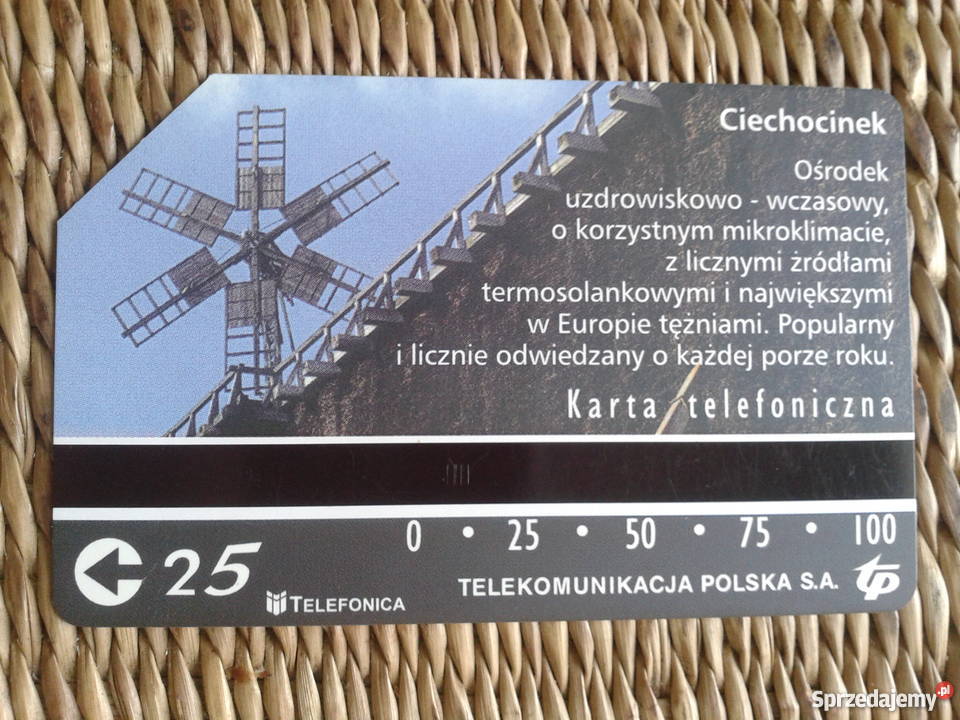 Ciechocinek
Ośrodek
uzdrowiskowo - wczasowy,
o korzystnym mikroklimacie,
z licznymi źródłami
termosolankowymi i największymi
w Europie tężniami. Popularny
i licznie odwiedzany o każdej porze roku.
Karta telefoniczna
0 • 25 • 50 • 75 • 100
25
TELEFONICA
TELEKOMUNIKACJA POLSKA S.A.
tp
Sprzedajemy.pl